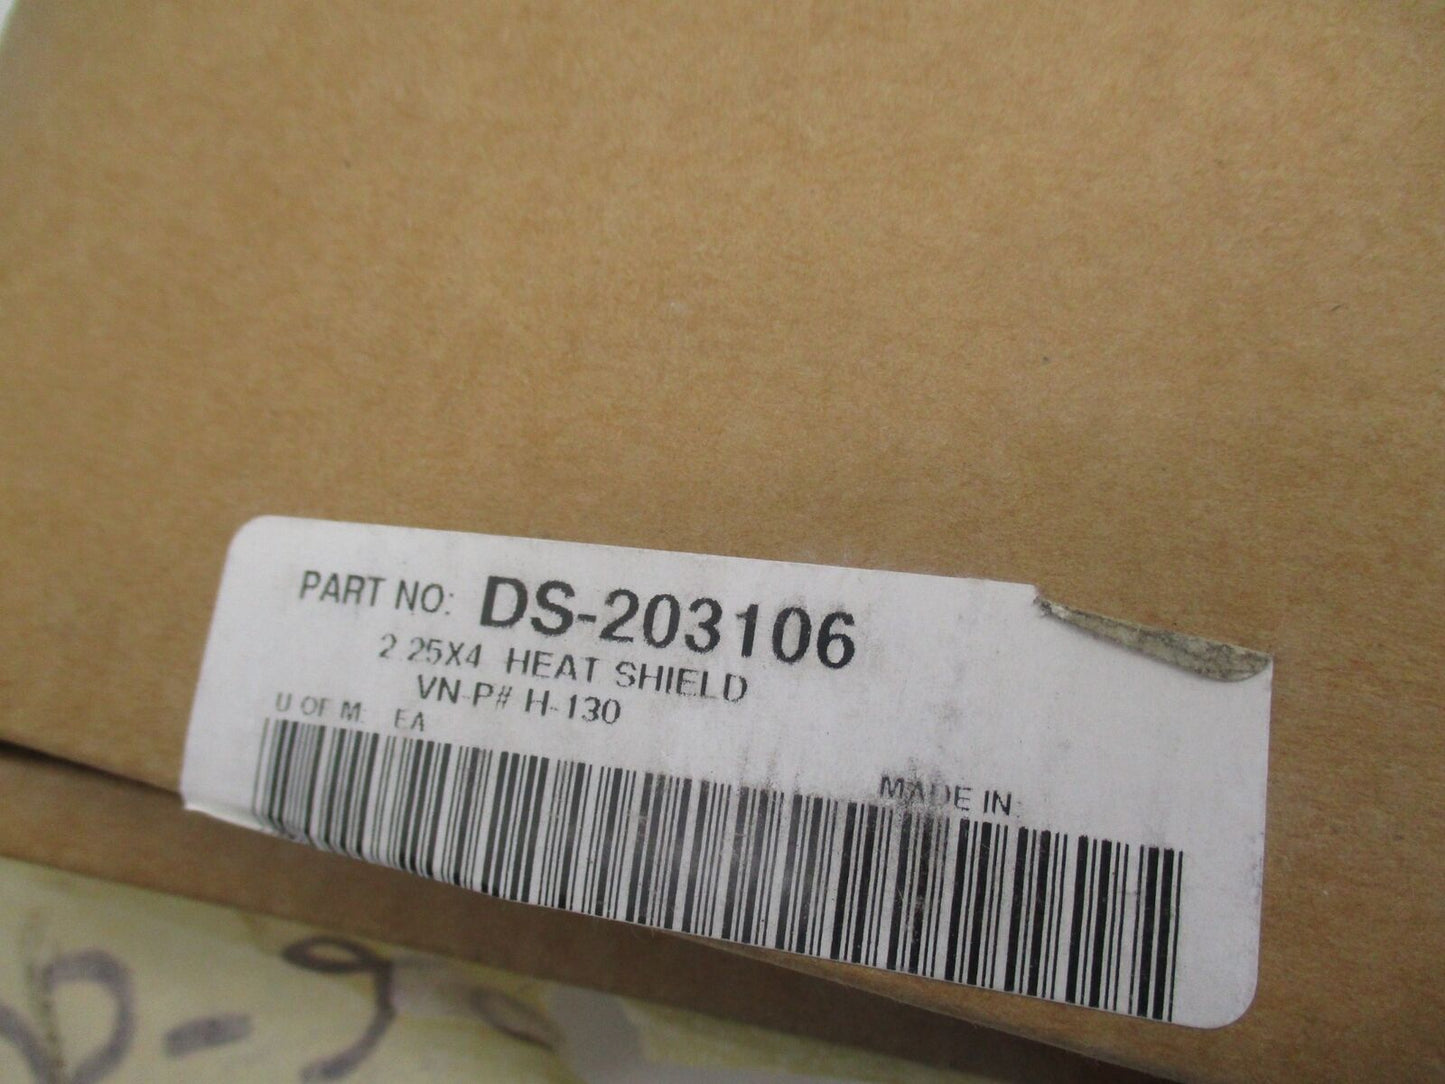 PART NO: DS-203106
2.25X4 HEAT SHIELD
VN-P# H-130
U OF M: EA
MADE IN: